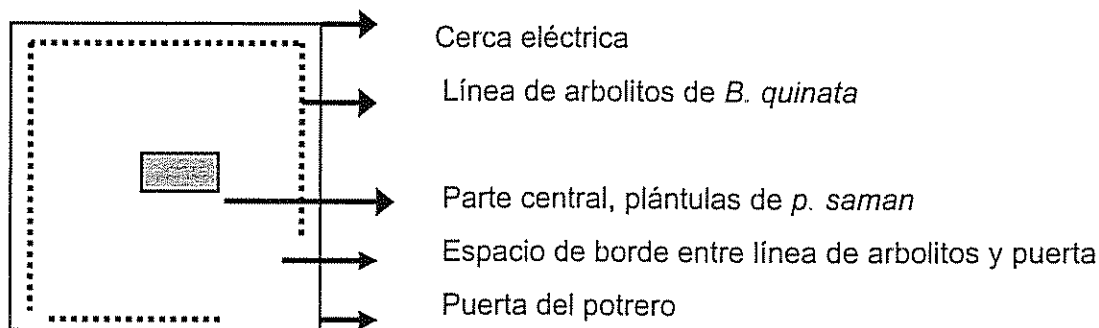 Cerca eléctrica
Línea de arbolitos de B. quinata
Parte central, plántulas de p. saman
Espacio de borde entre línea de arbolitos y puerta
Puerta del potrero